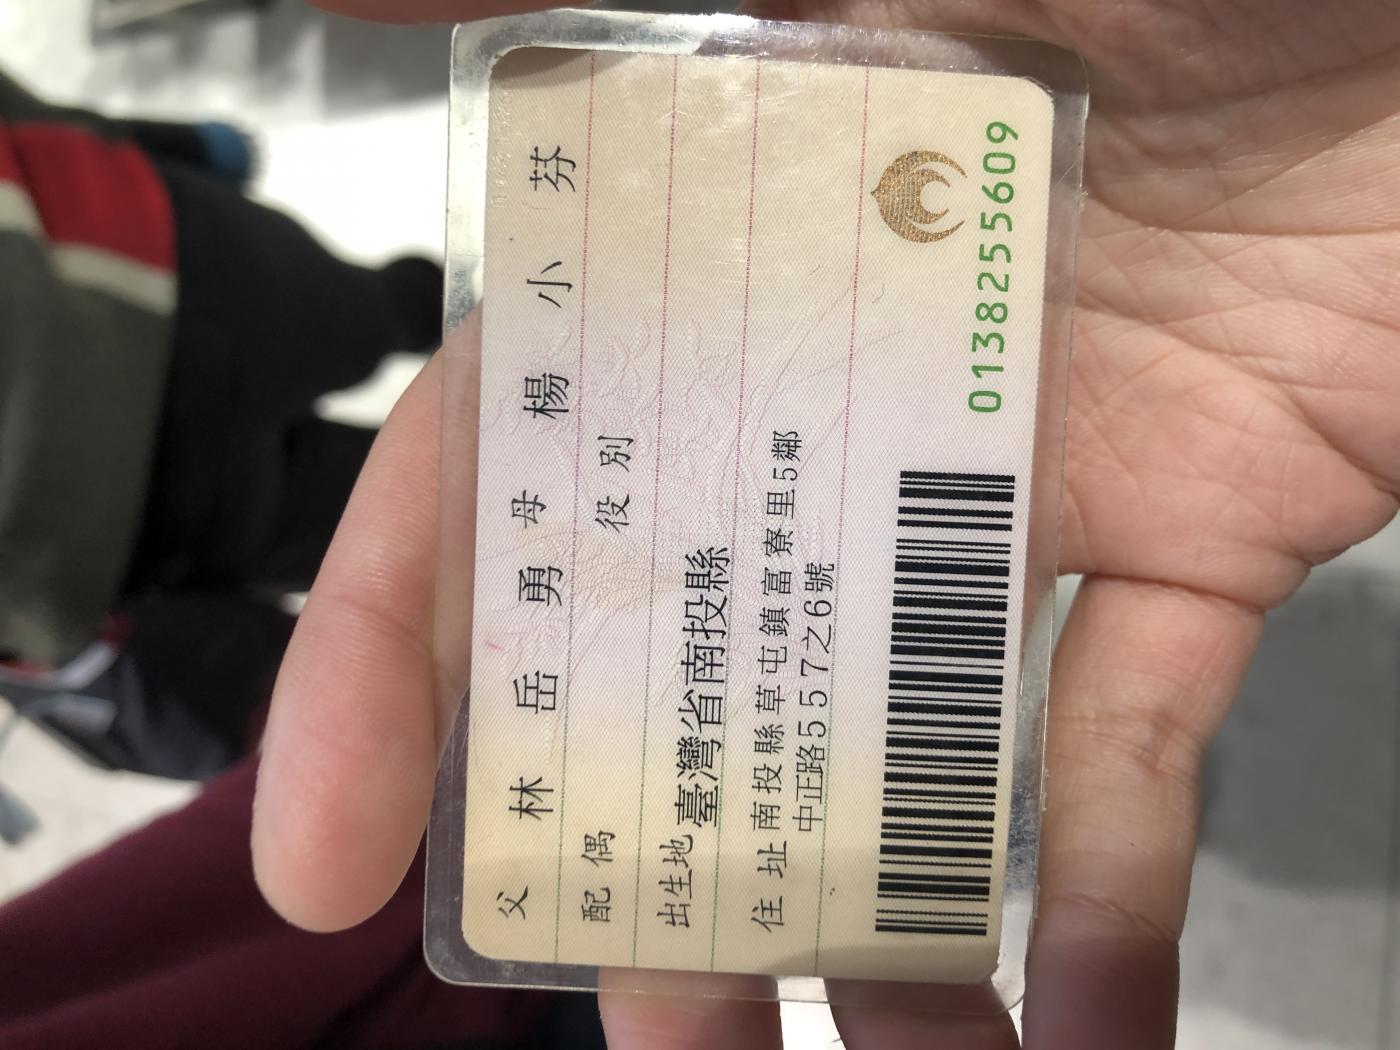 父 林岳勇 母 楊小芬
配偶 役別
出生地 臺灣省南投縣
住址 南投縣草屯鎮富寮里5鄰
中正路557之6號
0138255609